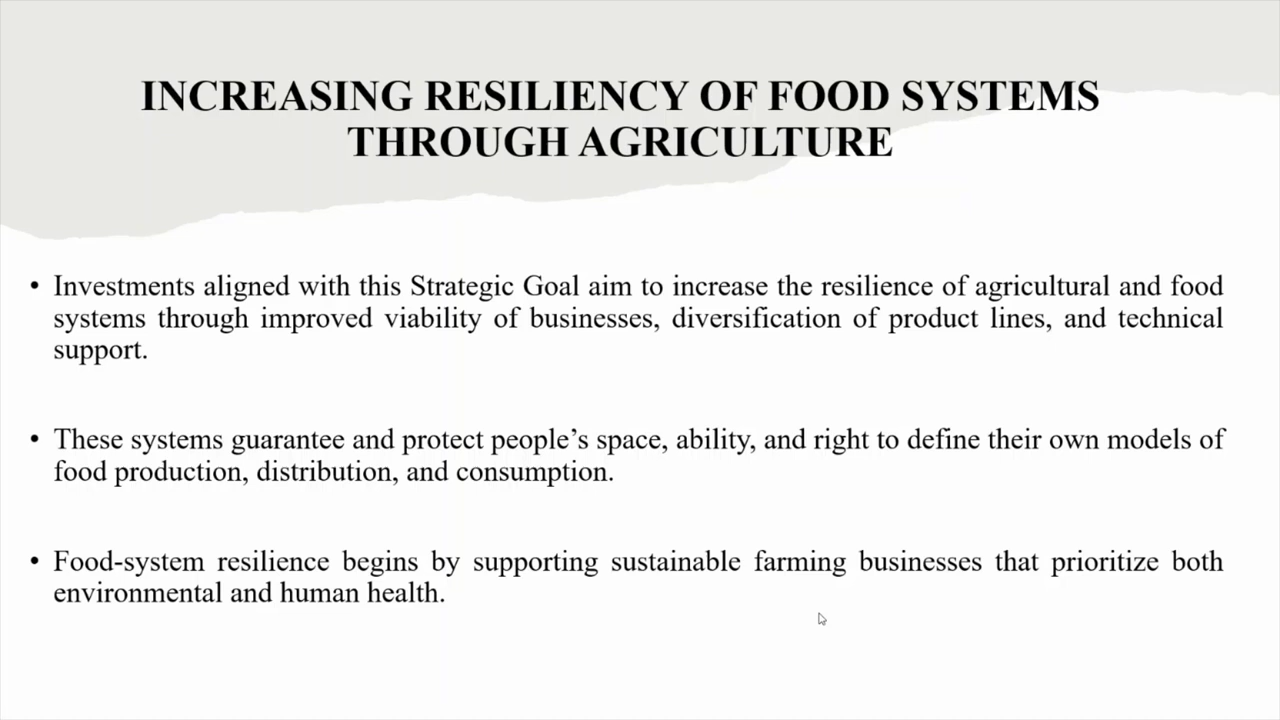 INCREASING RESILIENCY OF FOOD SYSTEMS
THROUGH AGRICULTURE
• Investments aligned with this Strategic Goal aim to increase the resilience of agricultural and food
systems through improved viability of businesses, diversification of product lines, and technical
support.
• These systems guarantee and protect people’s space, ability, and right to define their own models of
food production, distribution, and consumption.
• Food-system resilience begins by supporting sustainable farming businesses that prioritize both
environmental and human health.